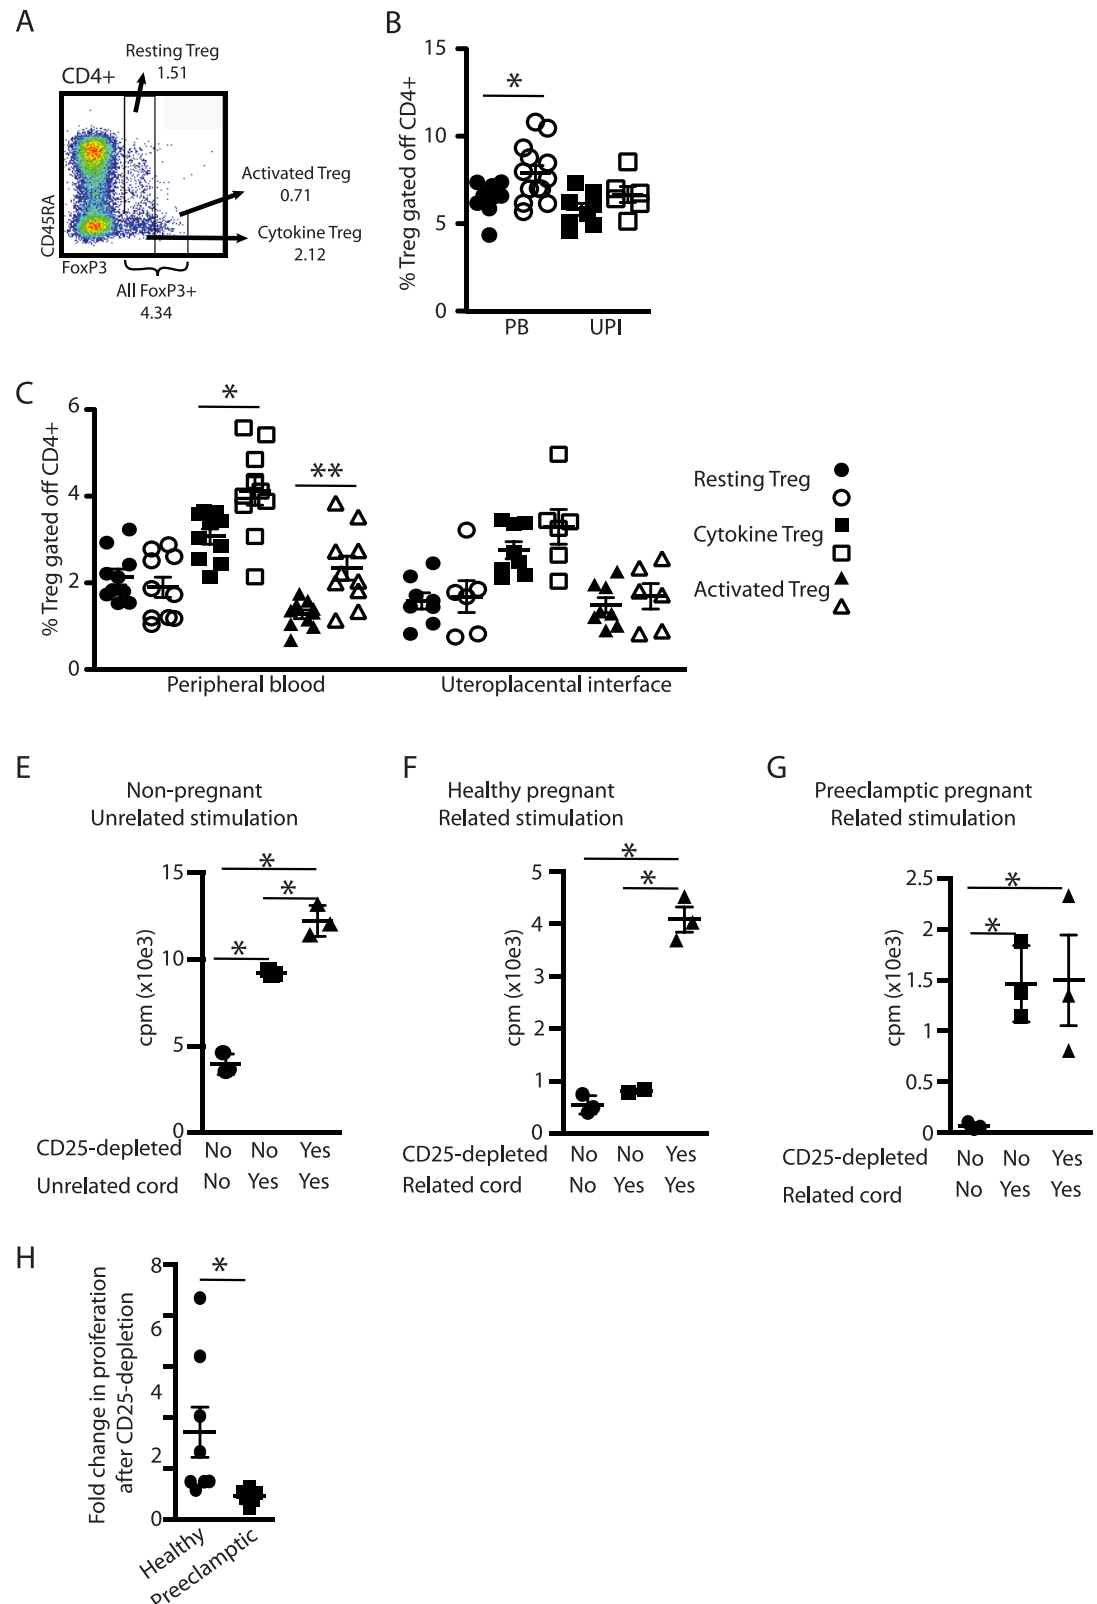 A
Resting Treg
1.51
CD4+
CD45RA
FoxP3
Activated Treg
0.71
Cytokine Treg
2.12
All FoxP3+
4.34
B
% Treg gated off CD4+
15
10
5
0
*
PB
UPI
C
% Treg gated off CD4+
6
4
2
0
*
**
Peripheral blood
Uteroplacental interface
Resting Treg
Cytokine Treg
Activated Treg
E
Non-pregnant
Unrelated stimulation
cpm (x10e3)
15
10
5
0
*
*
*
CD25-depleted No No Yes
Unrelated cord No Yes Yes
F
Healthy pregnant
Related stimulation
cpm (x10e3)
5
4
3
2
1
0
*
*
CD25-depleted No No Yes
Related cord No Yes Yes
G
Preeclamptic pregnant
Related stimulation
cpm (x10e3)
2.5
2
1.5
1
0.5
0
*
*
CD25-depleted No No Yes
Related cord No Yes Yes
H
Fold change in proiferation
after CD25-depletion
8
6
4
2
0
*
Healthy
Preeclamptic